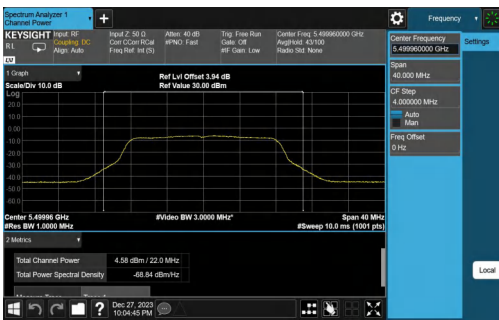 Spectrum Analyzer 1
Channel Power
Frequency
KEYSIGHT
Input: RF
Coupling: DC
Align: Auto
Input Z: 50 Ω
Corr CCorr RCal
Freq Ref: Int (S)
Atten: 40 dB
#PNO: Fast
Trig: Free Run
Gate: Off
#IF Gain: Low
Center Freq: 5.499960000 GHz
Avg|Hold: 43/100
Radio Std: None
R L
Center Frequency
5.499960000 GHz
Settings
Span
40.000 MHz
CF Step
4.000000 MHz
Auto
Man
Freq Offset
0 Hz
1 Graph
Scale/Div 10.0 dB
Ref Lvl Offset 3.94 dB
Ref Value 30.00 dBm
Log
20.0
10.0
0.00
-10.0
-20.0
-30.0
-40.0
-50.0
-60.0
Center 5.49996 GHz
#Res BW 1.0000 MHz
#Video BW 3.0000 MHz*
Span 40 MHz
#Sweep 10.0 ms (1001 pts)
2 Metrics
Total Channel Power
4.58 dBm / 22.0 MHz
Total Power Spectral Density
-68.84 dBm/Hz
Local
?
Dec 27, 2023
10:04:45 PM